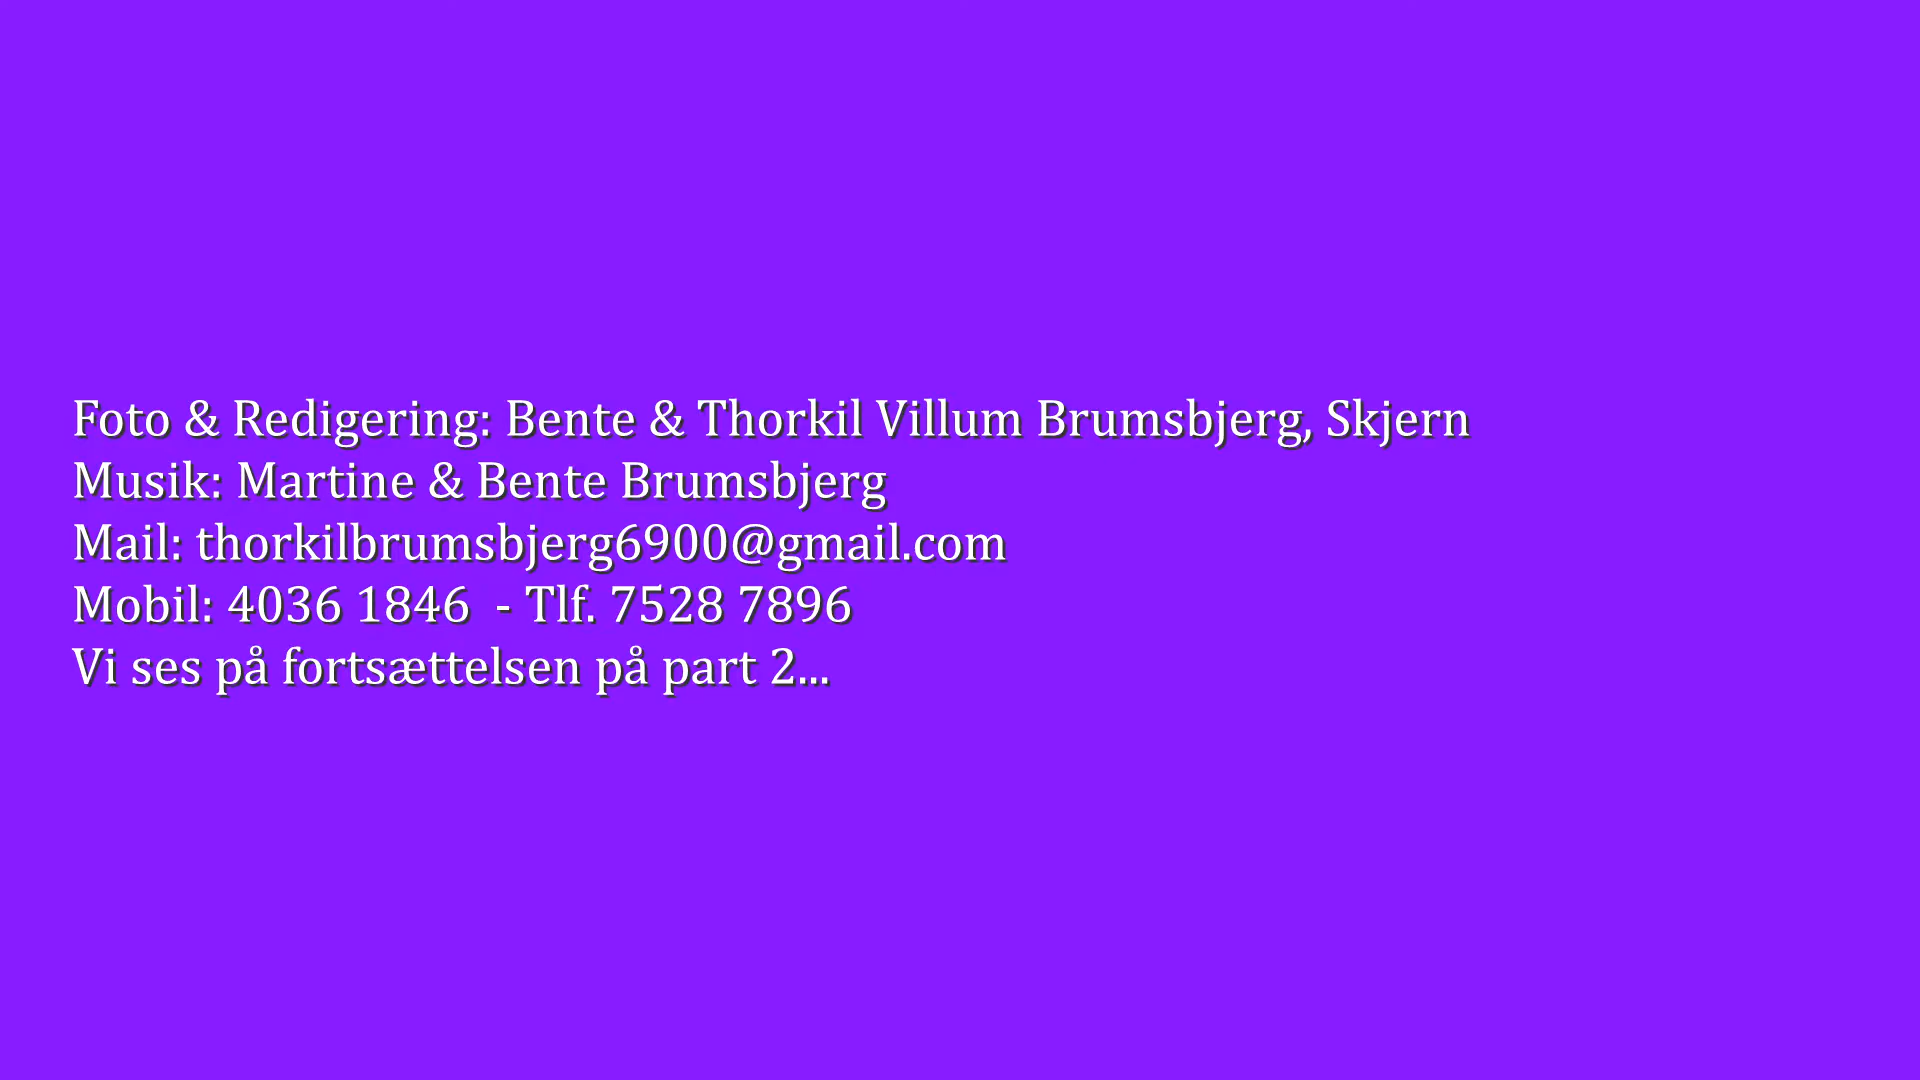 Foto & Redigering: Bente & Thorkil Villum Brumsbjerg, Skjern
Musik: Martine & Bente Brumsbjerg
Mail: thorkilbrumsbjerg6900@gmail.com
Mobil: 4036 1846  - Tlf. 7528 7896
Vi ses på fortsættelsen på part 2...